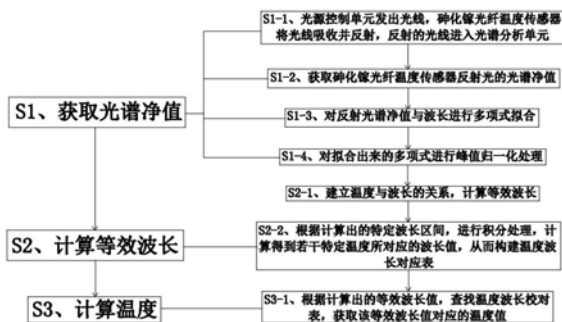 S1、获取光谱净值
S1-1、光源控制单元发出光线，砷化镓光纤温度传感器
将光线吸收并反射，反射的光线进入光谱分析单元
S1-2、获取砷化镓光纤温度传感器反射光的光谱净值
S1-3、对反射光谱净值与波长进行多项式拟合
S1-4、对拟合出来的多项式进行峰值归一化处理
S2、计算等效波长
S2-1、建立温度与波长的关系，计算等效波长
S2-2、根据计算出的特定波长区间，进行积分处理，计
算得到若干特定温度所对应的波长值，从而构建温度波
长对应表
S3、计算温度
S3-1、根据计算出的等效波长值，查找温度波长校对
表，获取该等效波长值对应的温度值